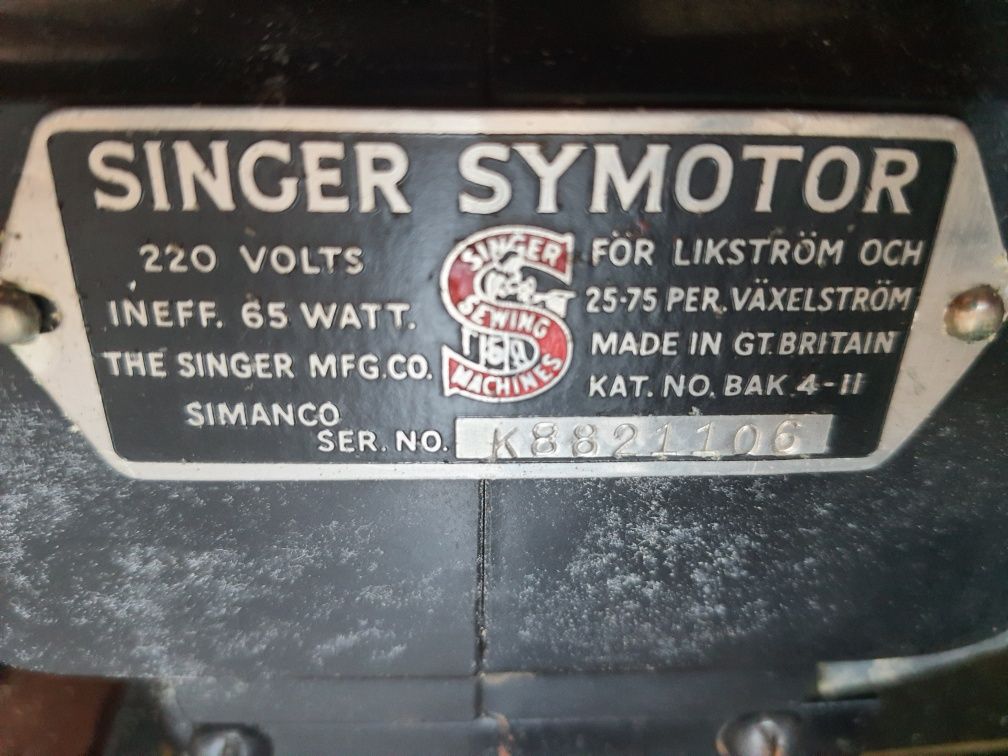 SINGER SYMOTOR
220 VOLTS
INEFF. 65 WATT.
THE SINGER MFG.CO.
SIMANCO
SINGER
SEWING
MACHINES
FÖR LIKSTRÖM OCH
25-75 PER. VÄXELSTRÖM
MADE IN GT. BRITAIN
KAT. NO. BAK 4-11
SER. NO. K8821106